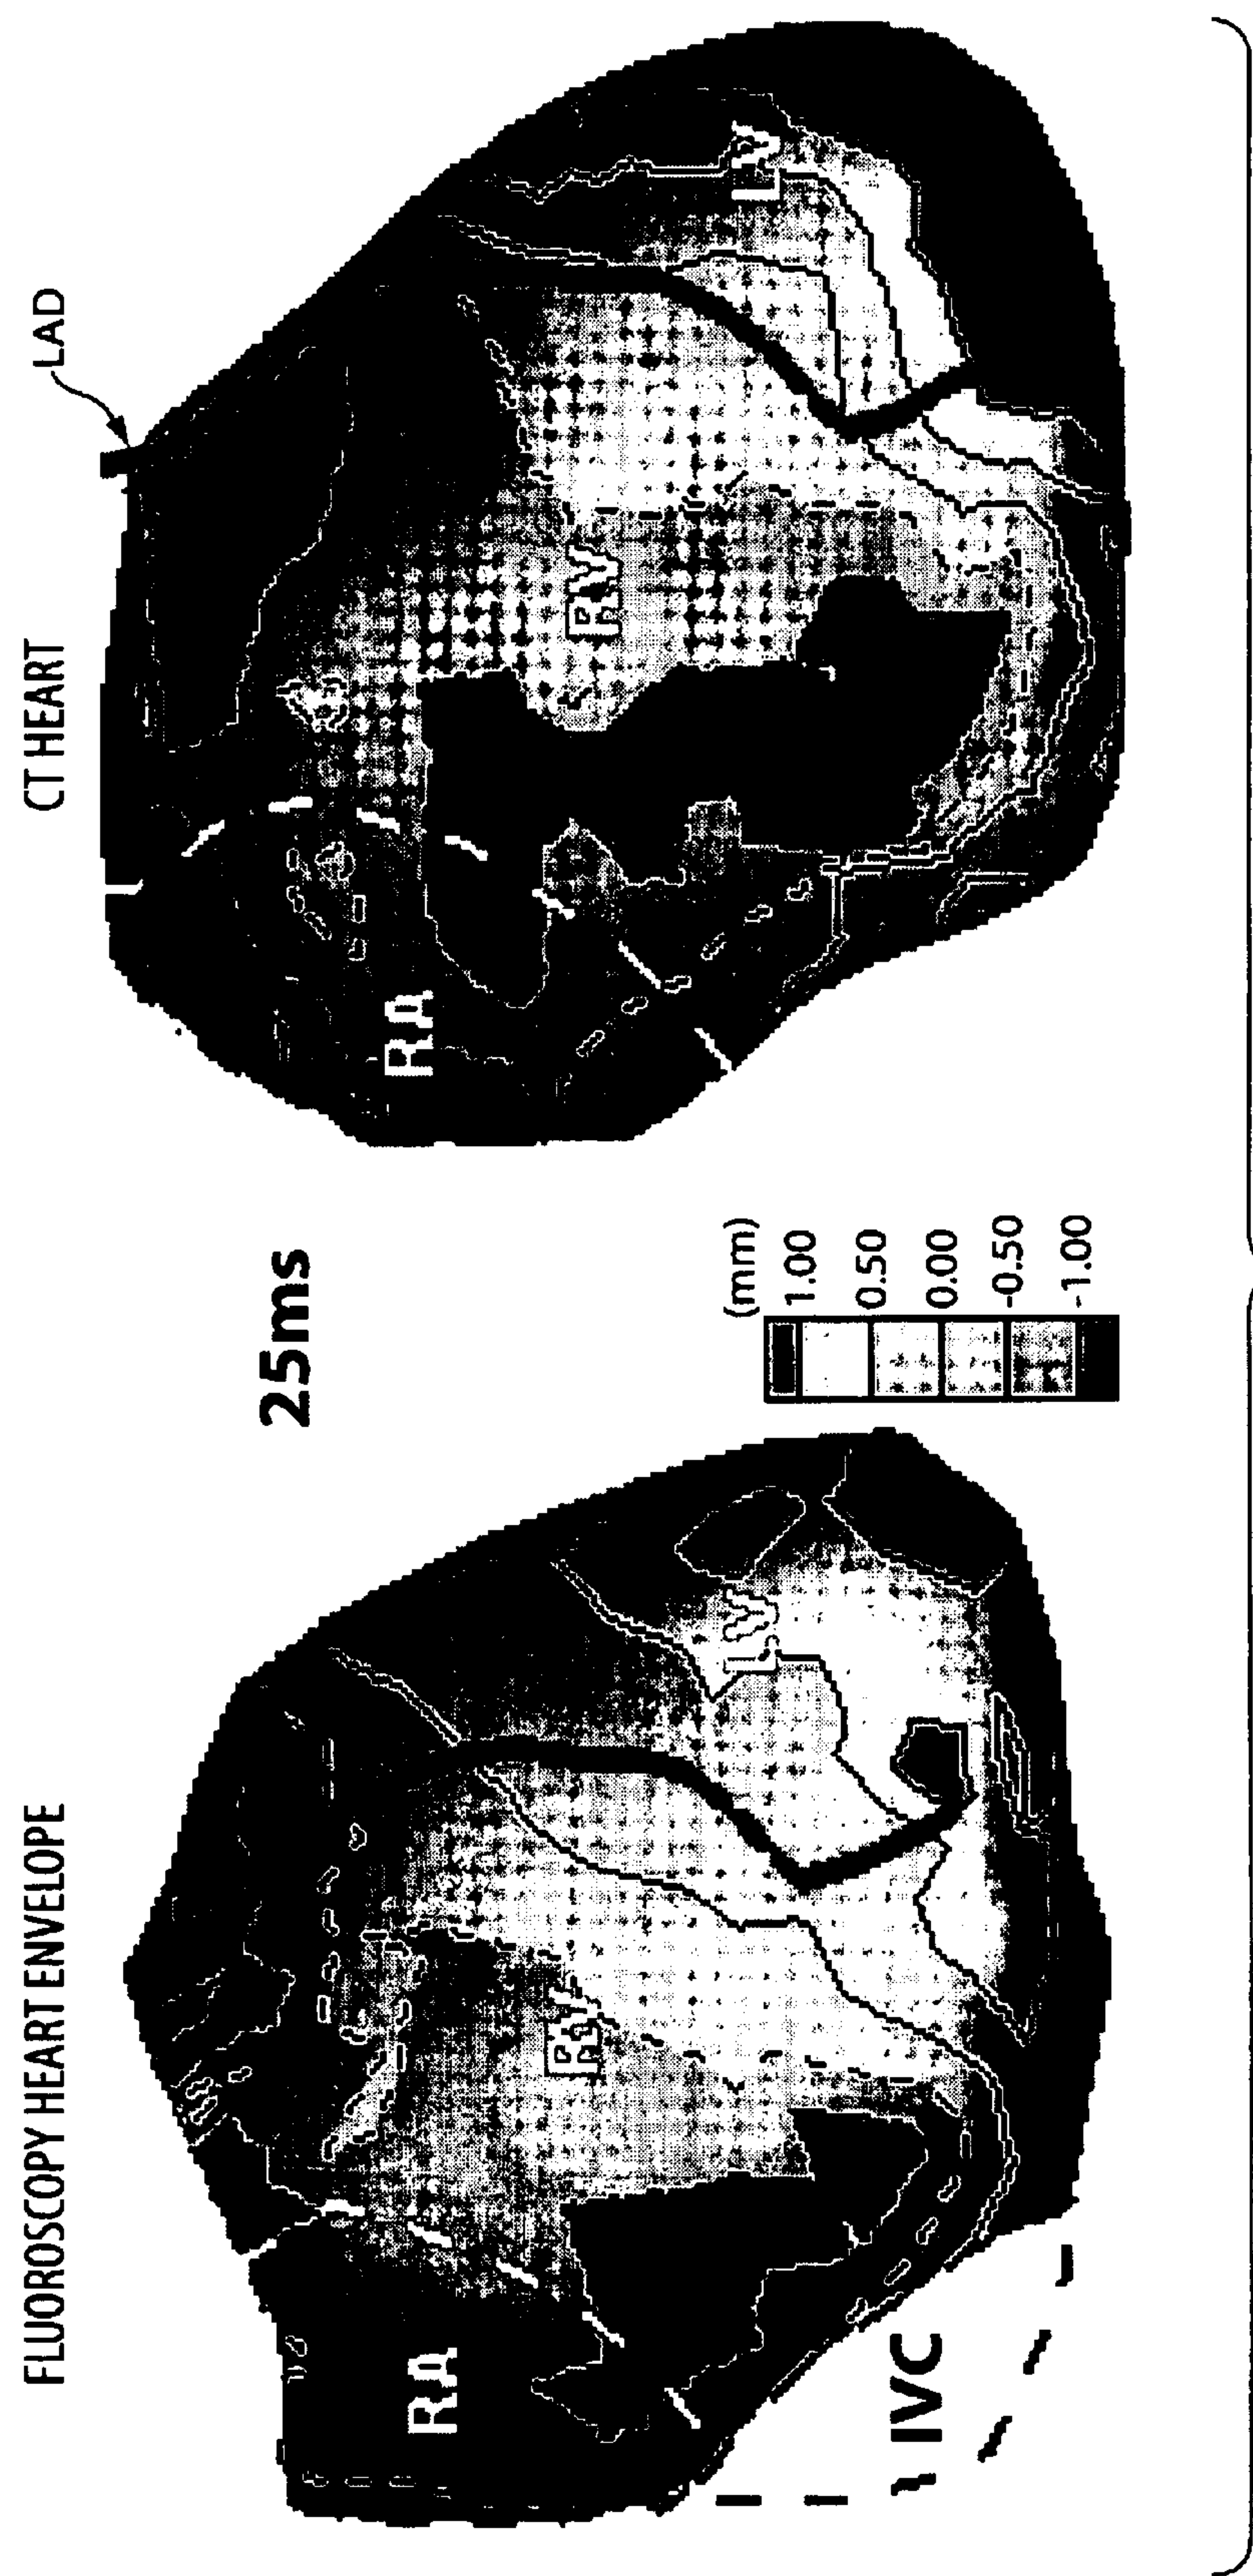 FLUOROSCOPY HEART ENVELOPE
CT HEART
LAD
25ms
RA
RV
LV
IVC
(mm)
1.00
0.50
0.00
-0.50
-1.00
RA
RV
LV